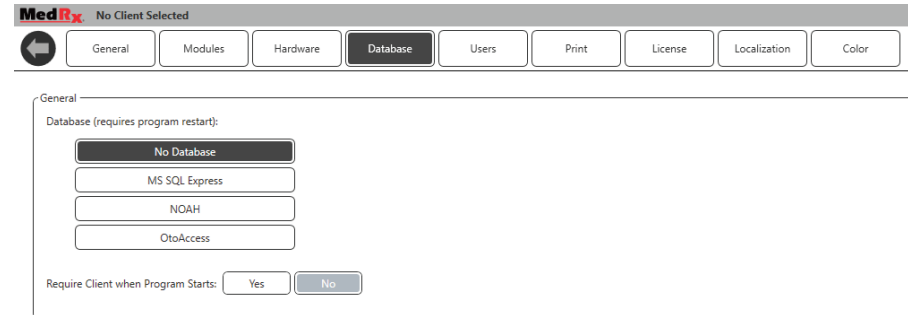 MedRx No Client Selected
General Modules Hardware Database Users Print License Localization Color
General
Database (requires program restart):
No Database
MS SQL Express
NOAH
OtoAccess
Require Client when Program Starts: Yes No